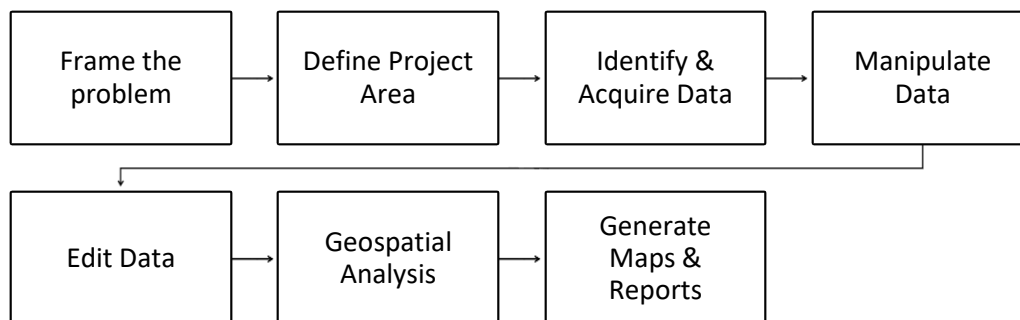 Frame the
problem
Define Project
Area
Identify &
Acquire Data
Manipulate
Data
Edit Data
Geospatial
Analysis
Generate
Maps &
Reports